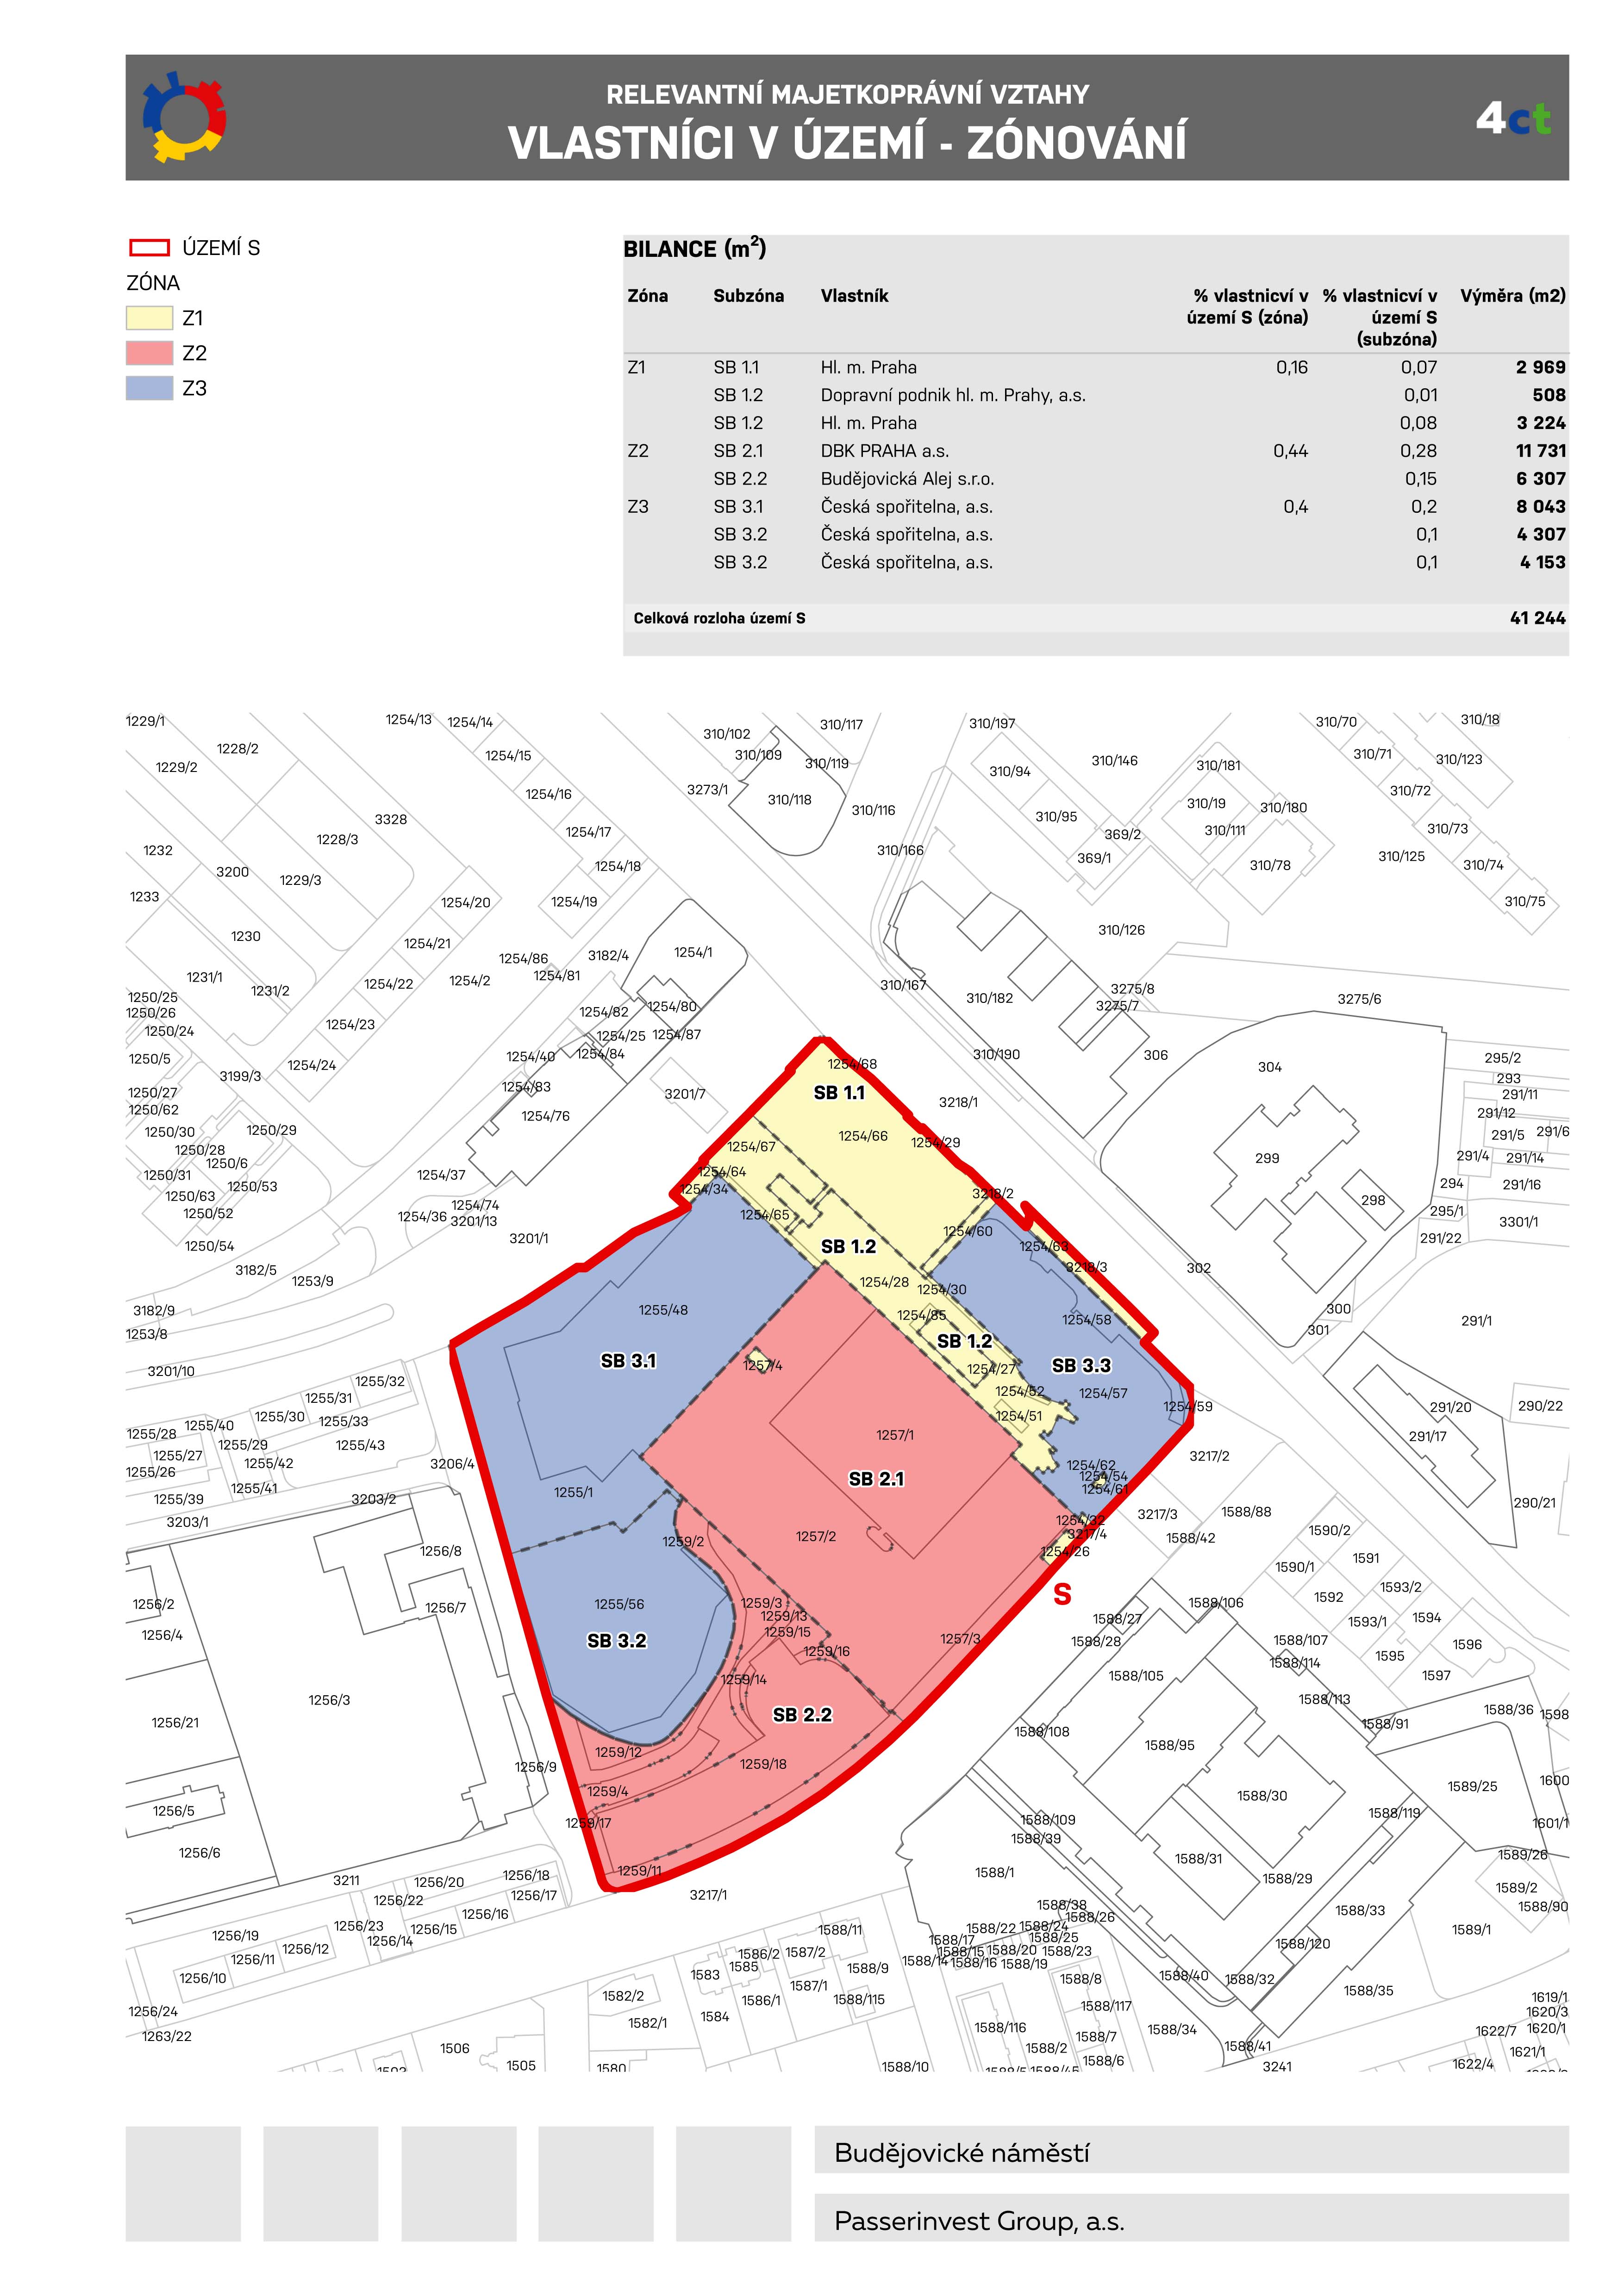 RELEVANTNÍ MAJETKOPRÁVNÍ VZTAHY
VLASTNÍCI V ÚZEMÍ - ZÓNOVÁNÍ
4ct
ÚZEMÍ S
ZÓNA
Z1
Z2
Z3
BILANCE (m²)
Zóna Subzóna Vlastník % vlastnicví v území S (zóna) % vlastnicví v území S (subzóna) Výměra (m2)
Z1 SB 1.1 Hl. m. Praha 0,16 0,07 2 969
SB 1.2 Dopravní podnik hl. m. Prahy, a.s. 0,01 508
SB 1.2 Hl. m. Praha 0,08 3 224
Z2 SB 2.1 DBK PRAHA a.s. 0,44 0,28 11 731
SB 2.2 Budějovická Alej s.r.o. 0,15 6 307
Z3 SB 3.1 Česká spořitelna, a.s. 0,4 0,2 8 043
SB 3.2 Česká spořitelna, a.s. 0,1 4 307
SB 3.2 Česká spořitelna, a.s. 0,1 4 153
Celková rozloha území S 41 244
1229/1 1254/13 1254/14 310/102 310/117 310/197 310/70 310/18
1228/2 1254/15 310/109 310/119 310/94 310/146 310/181 310/71 310/123
1229/2 1254/16 3273/1 310/118 310/116 310/95 310/19 310/180 310/72
3328 1228/3 1254/17 310/166 369/2 310/111 310/73
1232 3200 1229/3 1254/18 369/1 310/78 310/125 310/74
1233 1254/20 1254/19 310/126 310/75
1230 1254/21 1254/86 3182/4 1254/1
1231/1 1231/2 1254/22 1254/2 1254/81 310/167 310/182 3275/8 3275/7 3275/6
1250/25 1250/26 1250/24 1254/23 1254/82 1254/80 1254/25 1254/87
1250/5 3199/3 1254/24 1254/40 1254/84 310/190 306 304 295/2
1250/27 1250/62 1254/83 1254/76 3201/7 1254/68 SB 1.1 3218/1 293 291/11 291/12
1250/30 1250/29 1250/28 1250/6 1254/67 1254/66 1254/29 299 291/5 291/6 291/4 291/14
1250/31 1250/53 1250/63 1250/52 1254/37 1254/64 1254/34 3218/2 298 294 291/16
1254/74 1254/36 3201/13 1254/65 295/1 3301/1
1250/54 3201/1 SB 1.2 1254/60 1254/63 291/22
3182/5 1253/9 1254/28 1254/30 3218/3 302
3182/9 1255/48 1254/85 1254/58 300 301 291/1
1253/8 SB 3.1 1257/4 SB 1.2 SB 3.3
3201/10 1255/32 1254/27 1254/52 1254/57 1254/59
1255/31 1255/30 1255/33 1254/51 291/20 290/22
1255/28 1255/40 1255/29 1255/43 1257/1 291/17
1255/27 1255/42 1255/26 3206/4 SB 2.1 1254/62 1254/54 1254/61 3217/2
1255/41 1255/39 3203/2 1255/1 290/21
3203/1 1254/32 3217/4 3217/3 1588/88
1256/8 1259/2 1257/2 1254/26 1588/42 1590/2
1590/1 1591
1256/2 1256/7 1255/56 1259/3 1259/13 S 1588/27 1588/106 1592 1593/2
1256/4 SB 3.2 1259/15 1259/16 1257/3 1588/28 1588/107 1593/1 1594
1588/114 1595 1596
1256/3 1259/14 1588/105 1597
1256/21 SB 2.2 1588/108 1588/113 1588/91 1588/36 1598
1256/9 1259/12 1259/18 1588/95
1256/5 1259/4 1588/30 1589/25 1600
1259/17 1588/109 1588/39 1588/119 1601/1
1256/6 1259/11 1588/1 1588/31 1588/29 1589/26
3211 1256/20 1256/18 3217/1 1589/2
1256/22 1256/17 1588/38 1588/26 1588/33 1588/90
1256/19 1256/23 1256/16 1256/15 1256/14 1588/11 1588/22 1588/24 1588/25 1589/1
1256/11 1256/12 1586/2 1587/2 1588/17 1588/15 1588/20 1588/23 1588/120
1256/10 1583 1585 1588/9 1588/14 1588/16 1588/19 1588/8 1588/40 1588/32
1582/2 1586/1 1587/1 1588/115 1588/35
1256/24 1582/1 1584 1588/116 1588/117 1588/34 1619/1 1620/3
1263/22 1506 1588/2 1588/7 1588/41 1622/7 1620/1
1505 1580 1588/10 1588/6 3241 1622/4 1621/1
Budějovické náměstí
Passerinvest Group, a.s.